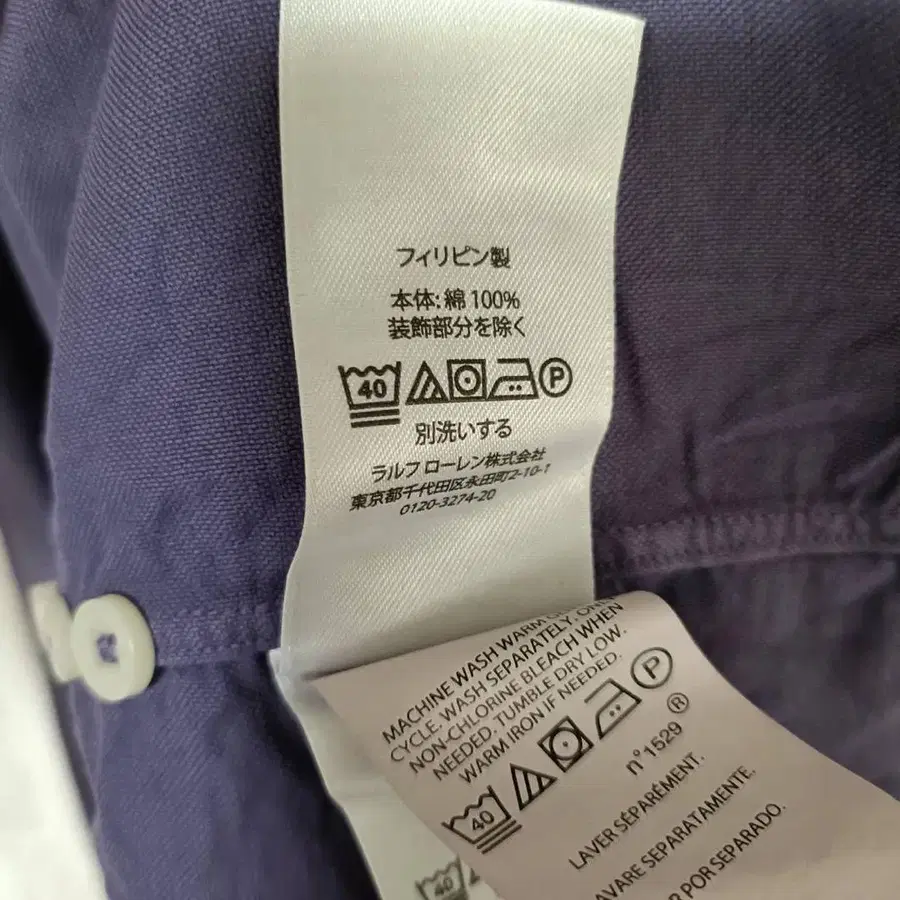 フィリピン製
本体: 綿 100%
装飾部分を除く
40 P
別洗いする
ラルフ ローレン株式会社
東京都千代田区永田町2-10-1
0120-3274-20
MACHINE WASH WARM
CYCLE. WASH SEPARATELY.
NON-CHLORINE BLEACH WHEN
NEEDED. TUMBLE DRY LOW.
WARM IRON IF NEEDED.
40 P
n°1529 ®
LAVER SÉPARÉMENT.
LAVARE SEPARATAMENTE.
POR SEPARADO.
40